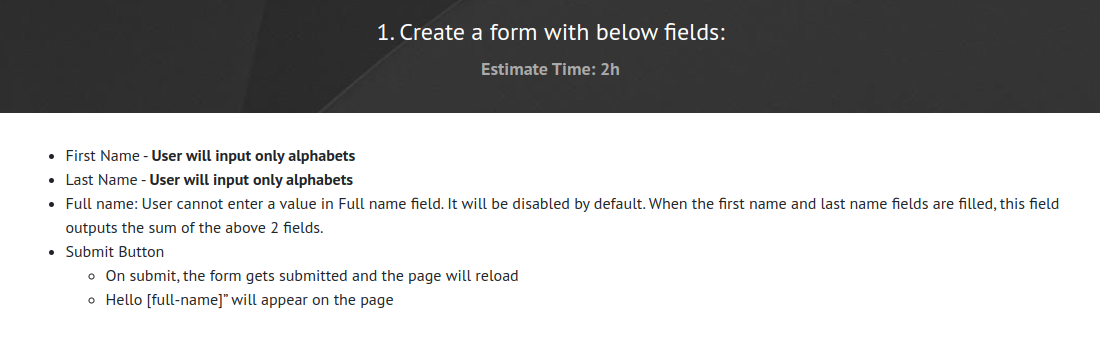 1. Create a form with below fields:
Estimate Time: 2h
First Name - User will input only alphabets
Last Name - User will input only alphabets
Full name: User cannot enter a value in Full name field. It will be disabled by default. When the first name and last name fields are filled, this field
outputs the sum of the above 2 fields.
Submit Button
On submit, the form gets submitted and the page will reload
Hello [full-name]” will appear on the page